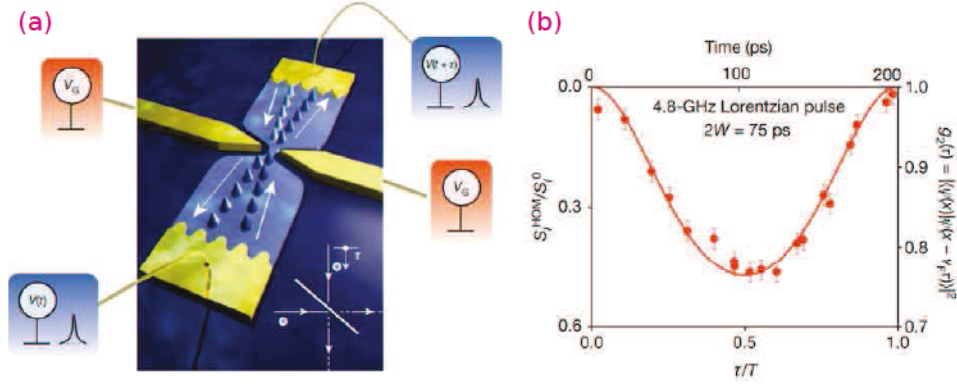 (a)
V_G
V(t + τ)
V_G
V(t)
τ
e
e
(b)
Time (ps)
0 100 200
4.8-GHz Lorentzian pulse
2W = 75 ps
S_I^HOM/S_I^0
0.0
0.3
0.6
1.0
0.9
0.8
0.7
g_2(τ) = |⟨ψ(x)|ψ(x − v_Fτ)⟩|^2
0.0 0.5 1.0
τ/T